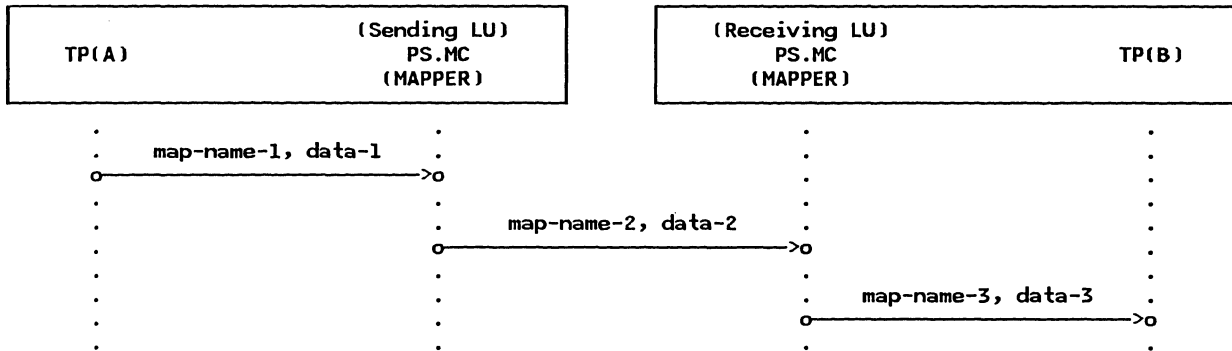 (Sending LU)
TP(A) PS.MC
(MAPPER)
(Receiving LU)
PS.MC TP(B)
(MAPPER)
map-name-1, data-1
map-name-2, data-2
map-name-3, data-3